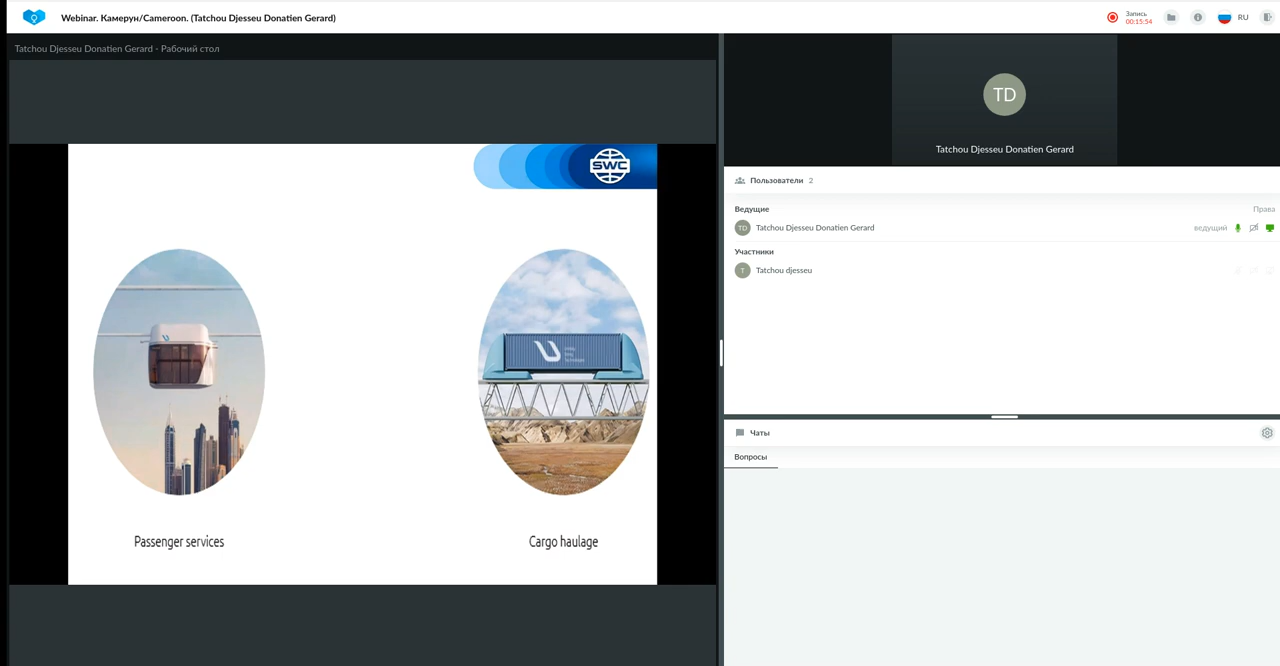 Webinar. Камерун/Cameroon. (Tatchou Djesseu Donatien Gerard)
Запись
00:15:54
RU
Tatchou Djesseu Donatien Gerard - Рабочий стол
SWC
Passenger services
Cargo haulage
TD
Tatchou Djesseu Donatien Gerard
Пользователи 2
Ведущие Права
TD Tatchou Djesseu Donatien Gerard ведущий
Участники
T Tatchou djesseu
Чаты
Вопросы